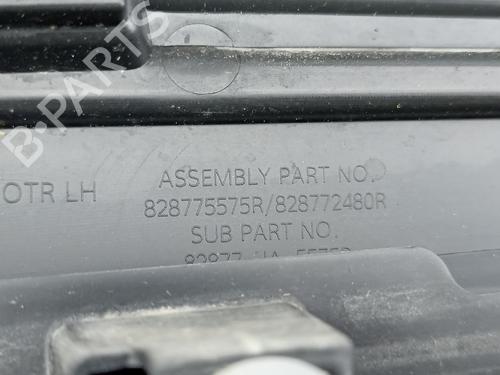 B-PARTS
OTR LH
ASSEMBLY PART NO.
828775575R/828772480R
SUB PART NO.